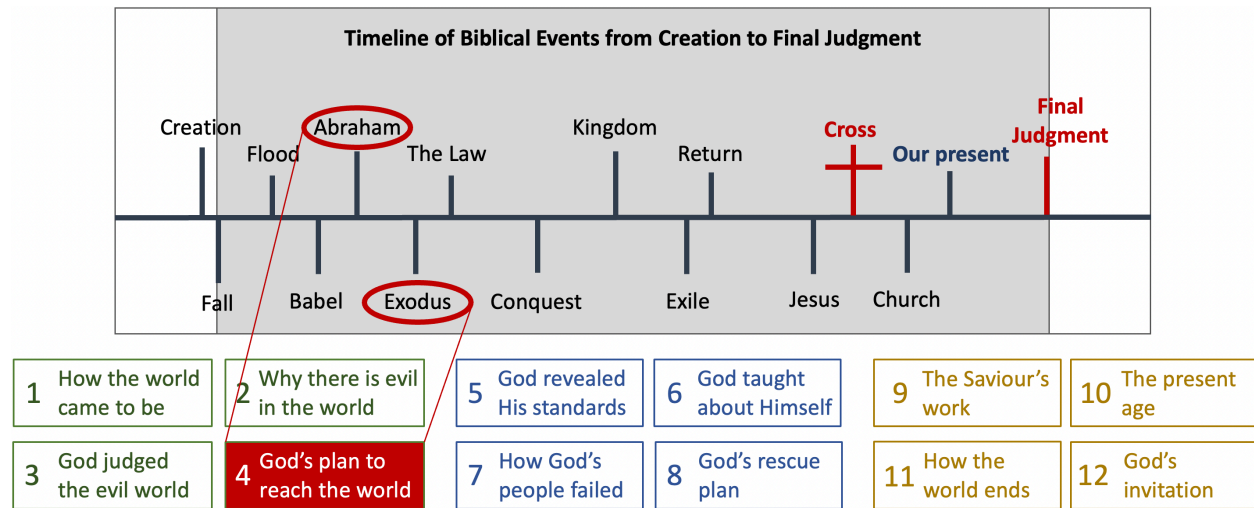 Timeline of Biblical Events from Creation to Final Judgment
Creation
Flood
Abraham
The Law
Kingdom
Return
Cross
Our present
Final
Judgment
Fall
Babel
Exodus
Conquest
Exile
Jesus
Church
1 How the world
came to be
2 Why there is evil
in the world
3 God judged
the evil world
4 God’s plan to
reach the world
5 God revealed
His standards
6 God taught
about Himself
7 How God’s
people failed
8 God’s rescue
plan
9 The Saviour’s
work
10 The present
age
11 How the
world ends
12 God’s
invitation